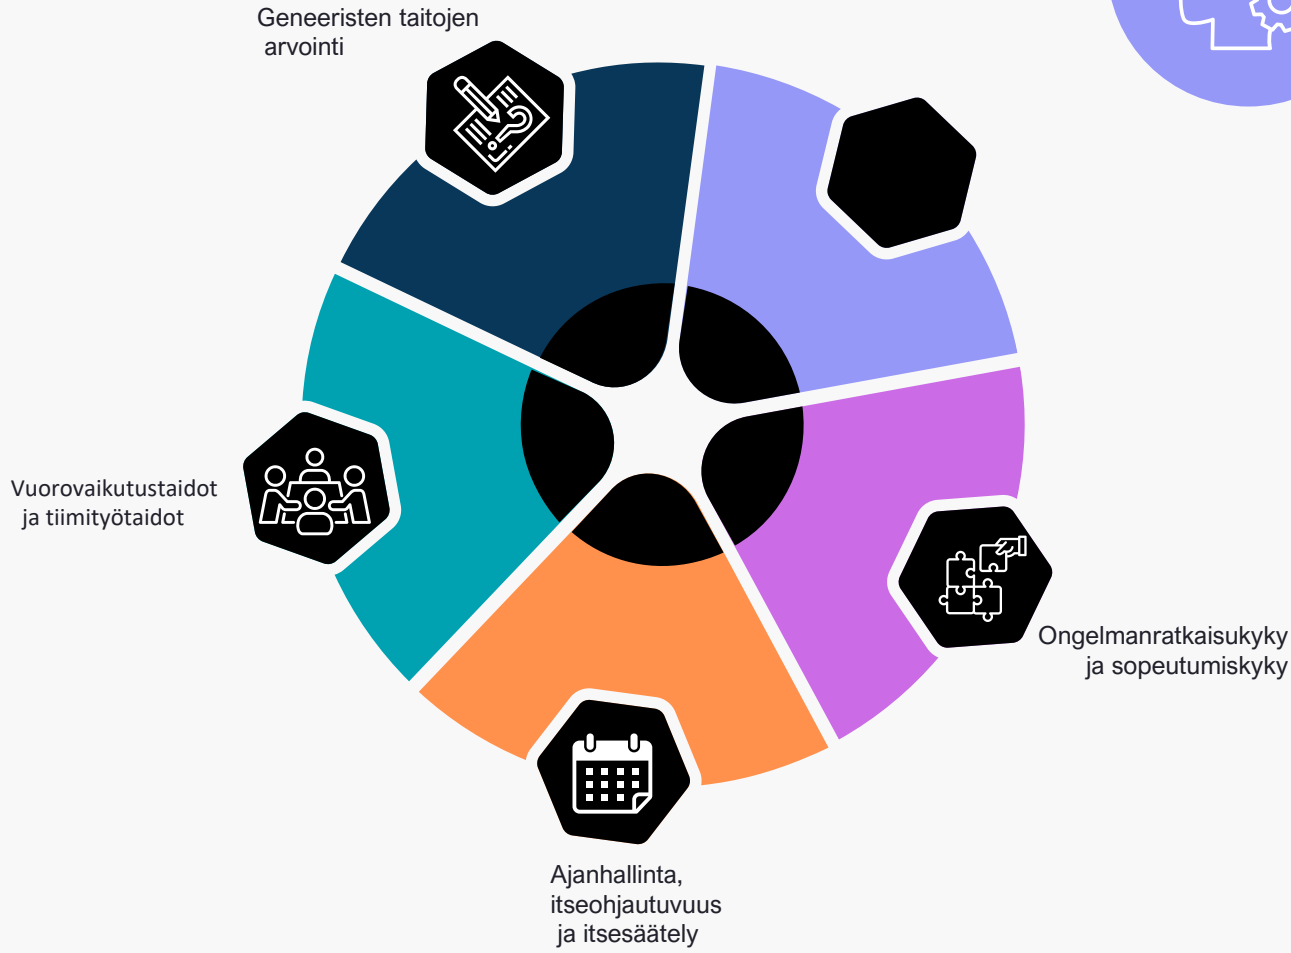 Geneeristen taitojen
arvointi
Vuorovaikutustaidot
ja tiimityötaidot
Ongelmanratkaisukyky
ja sopeutumiskyky
Ajanhallinta,
itseohjautuvuus
ja itsesäätely